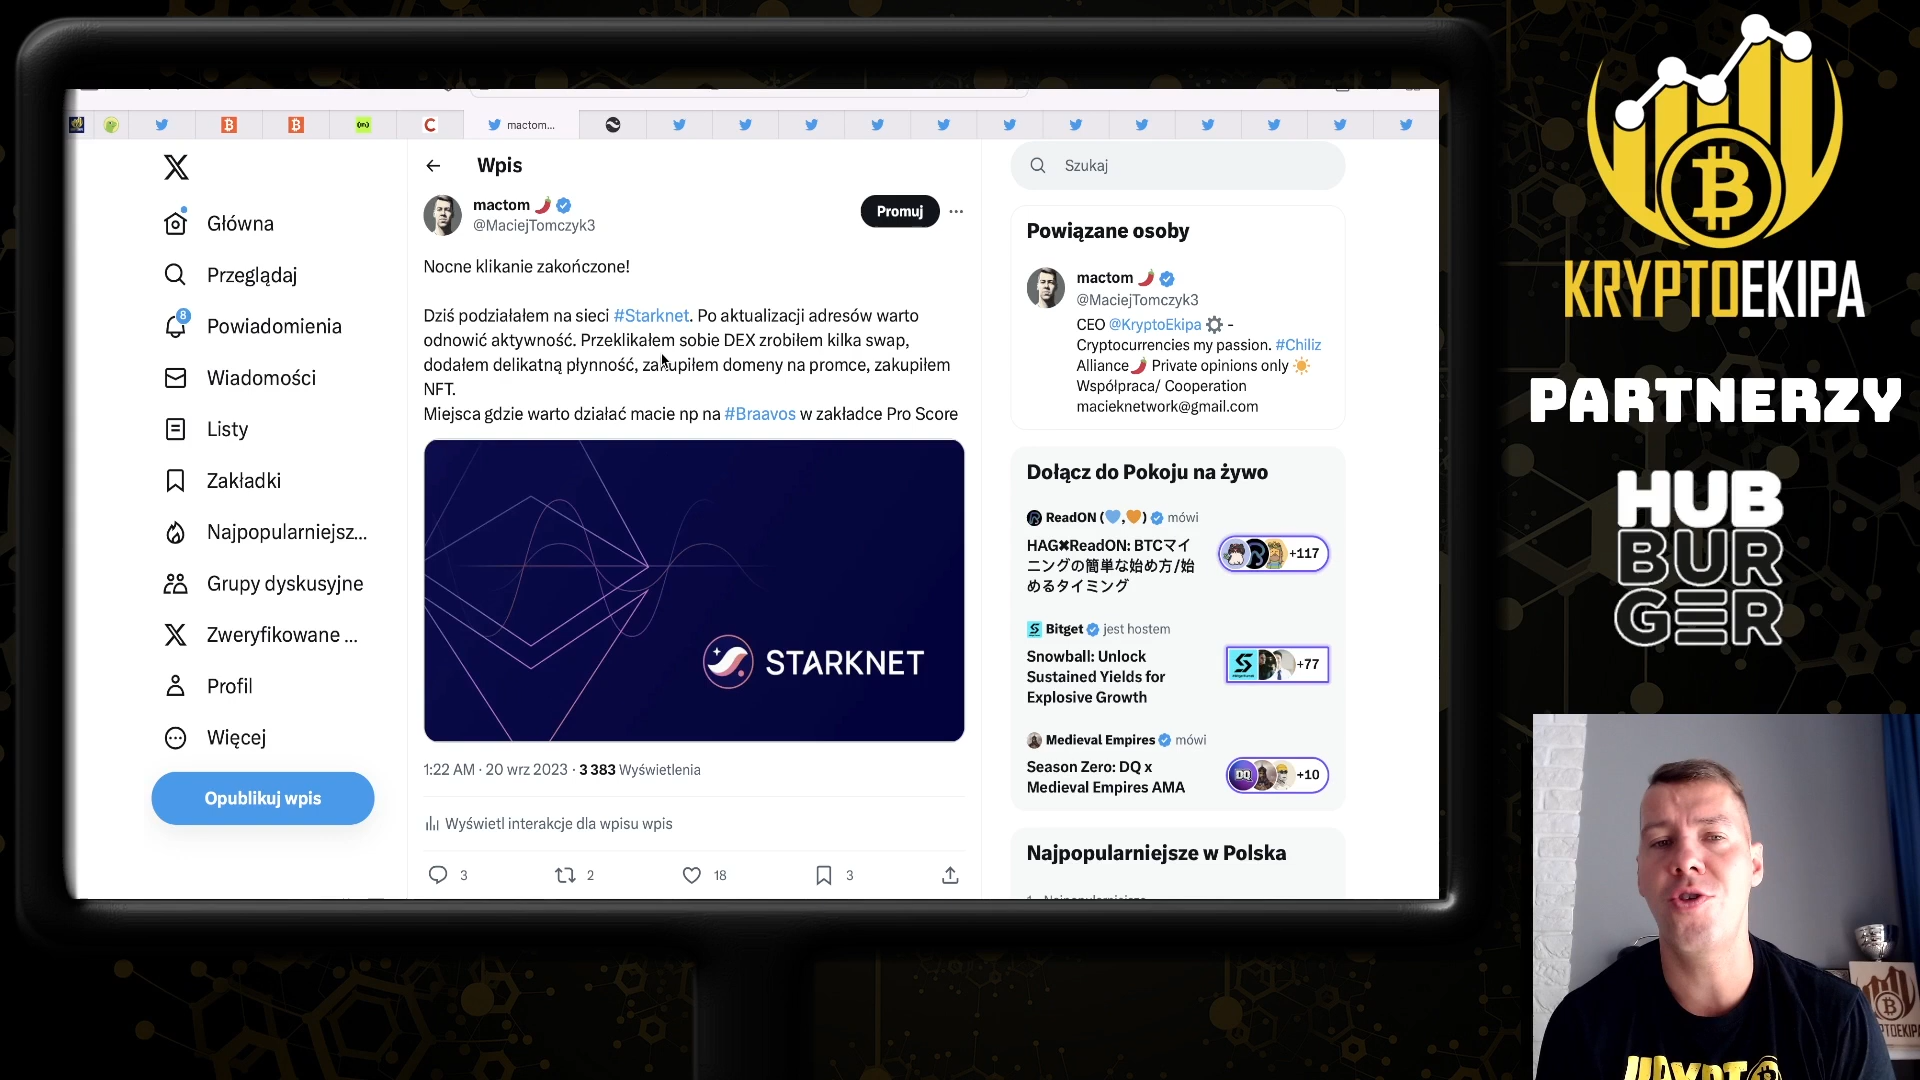 mactom...
Wpis
Szukaj
mactom
@MaciejTomczyk3
Promuj
Nocne klikanie zakończone!
Dziś podziałałem na sieci #Starknet. Po aktualizacji adresów warto
odnowić aktywność. Przeklikałem sobie DEX zrobiłem kilka swap,
dodałem delikatną płynność, zakupiłem domeny na promce, zakupiłem
NFT.
Miejsca gdzie warto działać macie np na #Braavos w zakładce Pro Score
STARKNET
1:22 AM · 20 wrz 2023 · 3 383 Wyświetlenia
Wyświetl interakcje dla wpisu wpis
3
2
18
3
Główna
Przeglądaj
8
Powiadomienia
Wiadomości
Listy
Zakładki
Najpopularniejsz...
Grupy dyskusyjne
Zweryfikowane ...
Profil
Więcej
Opublikuj wpis
Powiązane osoby
mactom
@MaciejTomczyk3
CEO @KryptoEkipa -
Cryptocurrencies my passion. #Chiliz
Alliance Private opinions only
Współpraca/ Cooperation
macieknetwork@gmail.com
Dołącz do Pokoju na żywo
ReadON ( , ) mówi
HAG✖ReadON: BTCマイ
ニングの簡単な始め方/始
めるタイミング
+117
Bitget jest hostem
Snowball: Unlock
Sustained Yields for
Explosive Growth
+77
Medieval Empires mówi
Season Zero: DQ x
Medieval Empires AMA
DQ
+10
Najpopularniejsze w Polska
KRYPTOEKIPA
PARTNERZY
HUB
BUR
GER